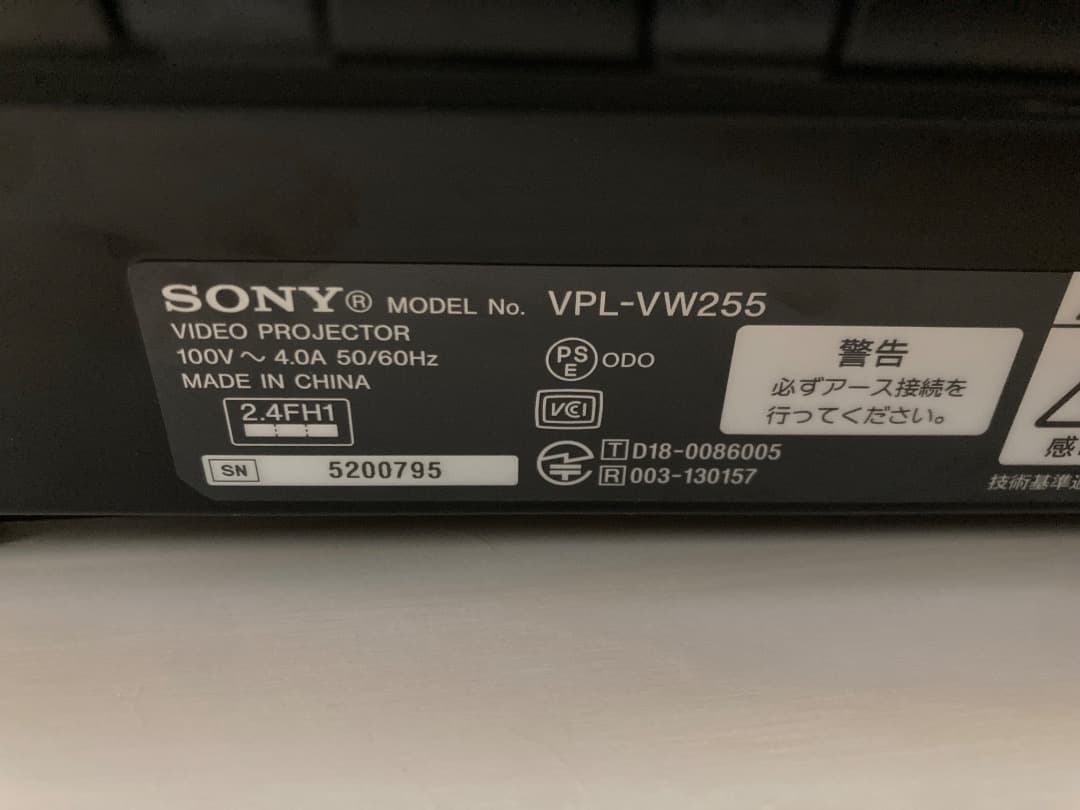 SONY® MODEL No. VPL-VW255
VIDEO PROJECTOR
100V～ 4.0A 50/60Hz
MADE IN CHINA
2.4FH1
SN 5200795
PS E ODO
VCI
T D18-0086005
R 003-130157
警告
必ずアース接続を
行ってください。
感
技術基準適